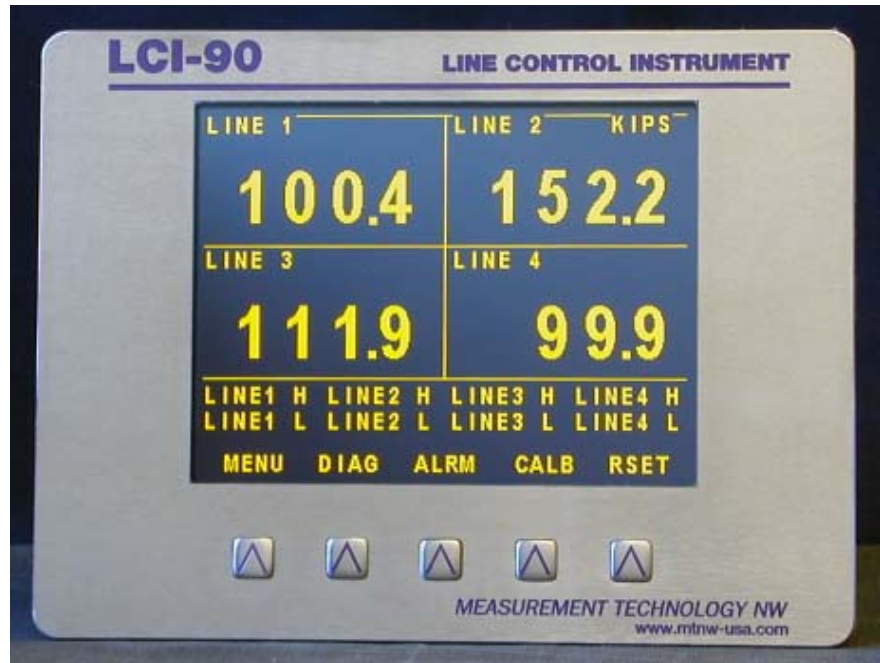 LCI-90 LINE CONTROL INSTRUMENT
LINE 1 LINE 2 KIPS
100.4 152.2
LINE 3 LINE 4
111.9 99.9
LINE1 H LINE2 H LINE3 H LINE4 H
LINE1 L LINE2 L LINE3 L LINE4 L
MENU DIAG ALRM CALB RSET
MEASUREMENT TECHNOLOGY NW
www.mtnw-usa.com